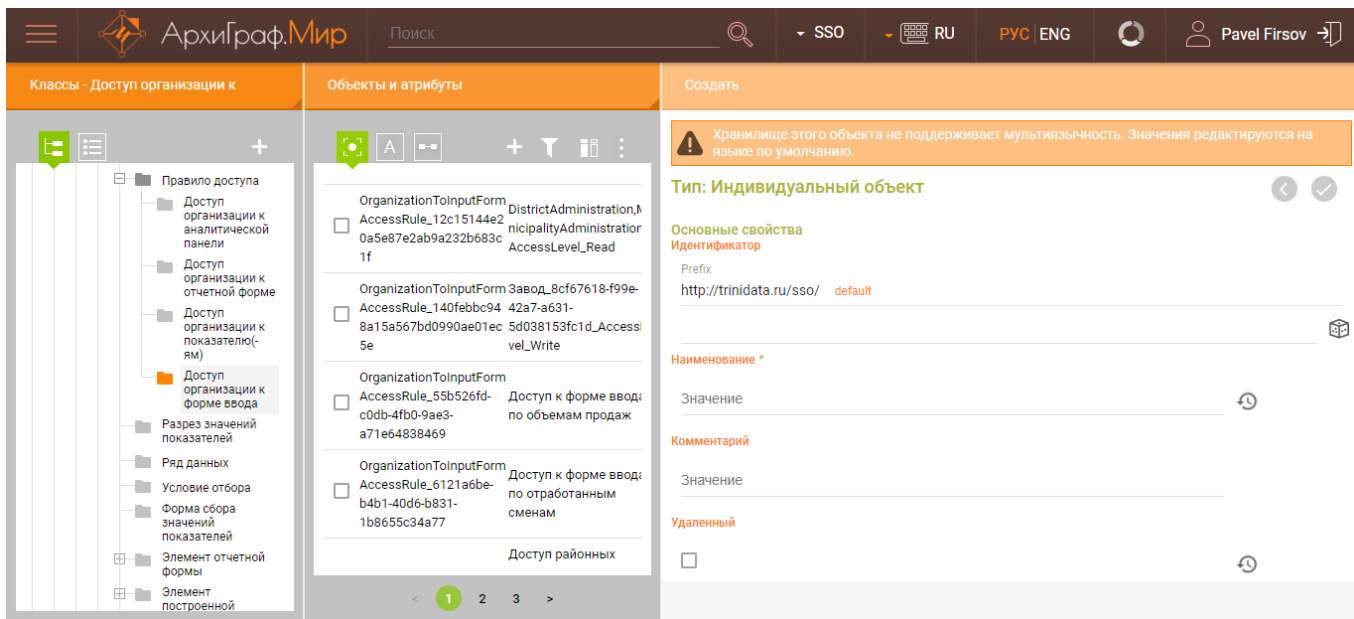 АрхиГраф.Мир
Поиск
SSO
RU
РУС ENG
Pavel Firsov
Классы - Доступ организации к
Объекты и атрибуты
Создать
Правило доступа
Доступ
организации к
аналитической
панели
Доступ
организации к
отчетной форме
Доступ
организации к
показателю(-
ям)
Доступ
организации к
форме ввода
Разрез значений
показателей
Ряд данных
Условие отбора
Форма сбора
значений
показателей
Элемент отчетной
формы
Элемент
построенной
A
OrganizationToInputForm
AccessRule_12c15144e2
0a5e87e2ab9a232b683c
1f
DistrictAdministration,M
nicipalityAdministration
AccessLevel_Read
OrganizationToInputForm
AccessRule_140febbc94
8a15a567bd0990ae01ec
5e
Завод_8cf67618-f99e-
42a7-a631-
5d038153fc1d_Accessl
vel_Write
OrganizationToInputForm
AccessRule_55b526fd-
c0db-4fb0-9ae3-
a71e64838469
Доступ к форме ввода
по объемам продаж
OrganizationToInputForm
AccessRule_6121a6be-
b4b1-40d6-b831-
1b8655c34a77
Доступ к форме ввода
по отработанным
сменам
Доступ районных
< 1 2 3 >
Хранилище этого объекта не поддерживает мультиязычность. Значения редактируются на
языке по умолчанию.
Тип: Индивидуальный объект
Основные свойства
Идентификатор
Prefix
http://trinidata.ru/sso/ default
Наименование *
Значение
Комментарий
Значение
Удаленный